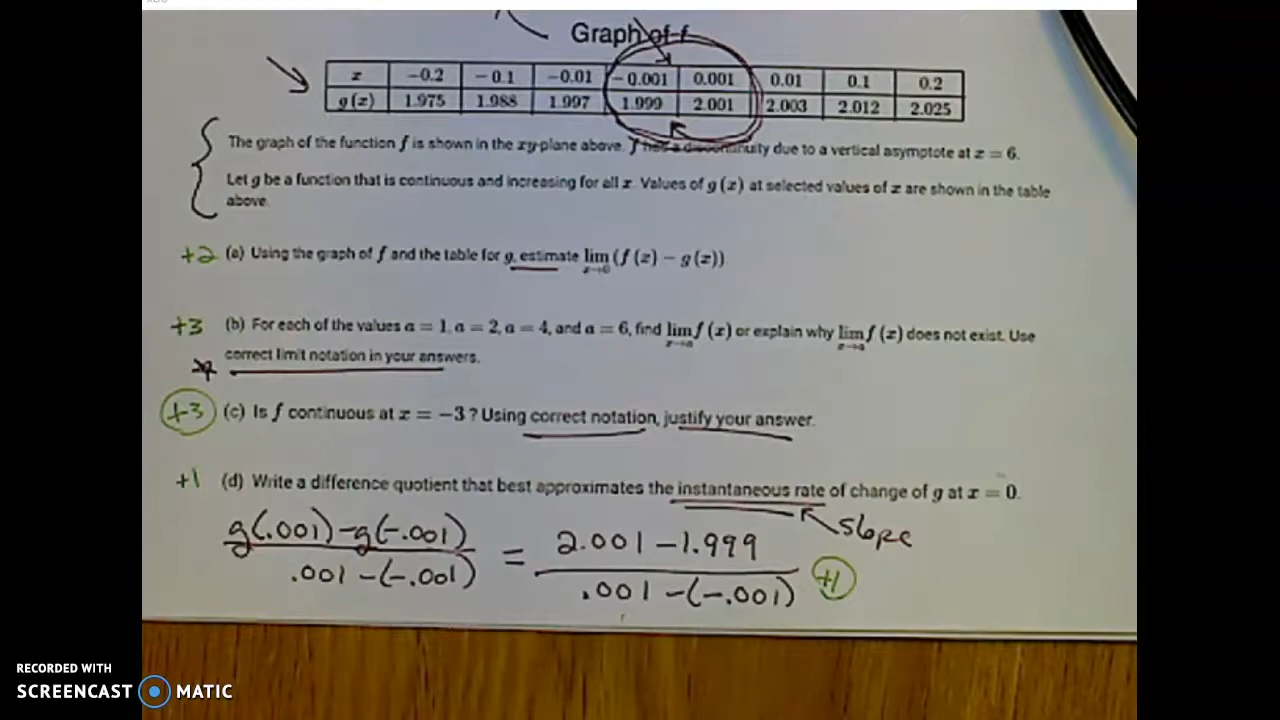 Graph of f
x −0.2 −0.1 −0.01 −0.001 0.001 0.01 0.1 0.2
g(x) 1.975 1.988 1.997 1.999 2.001 2.003 2.012 2.025
The graph of the function f is shown in the xy-plane above. f has a discontinuity due to a vertical asymptote at x = 6.
Let g be a function that is continuous and increasing for all x. Values of g (x) at selected values of x are shown in the table
above.
+2 (a) Using the graph of f and the table for g, estimate lim x→0 (f (x) − g (x))
+3 (b) For each of the values a = 1, a = 2, a = 4, and a = 6, find lim x→a f (x) or explain why lim x→a f (x) does not exist. Use
correct limit notation in your answers.
+3 (c) Is f continuous at x = −3? Using correct notation, justify your answer.
+1 (d) Write a difference quotient that best approximates the instantaneous rate of change of g at x = 0.
slope
g(.001) - g(-.001) / .001 - (-.001) = 2.001 - 1.999 / .001 - (-.001) +1
RECORDED WITH
SCREENCAST MATIC